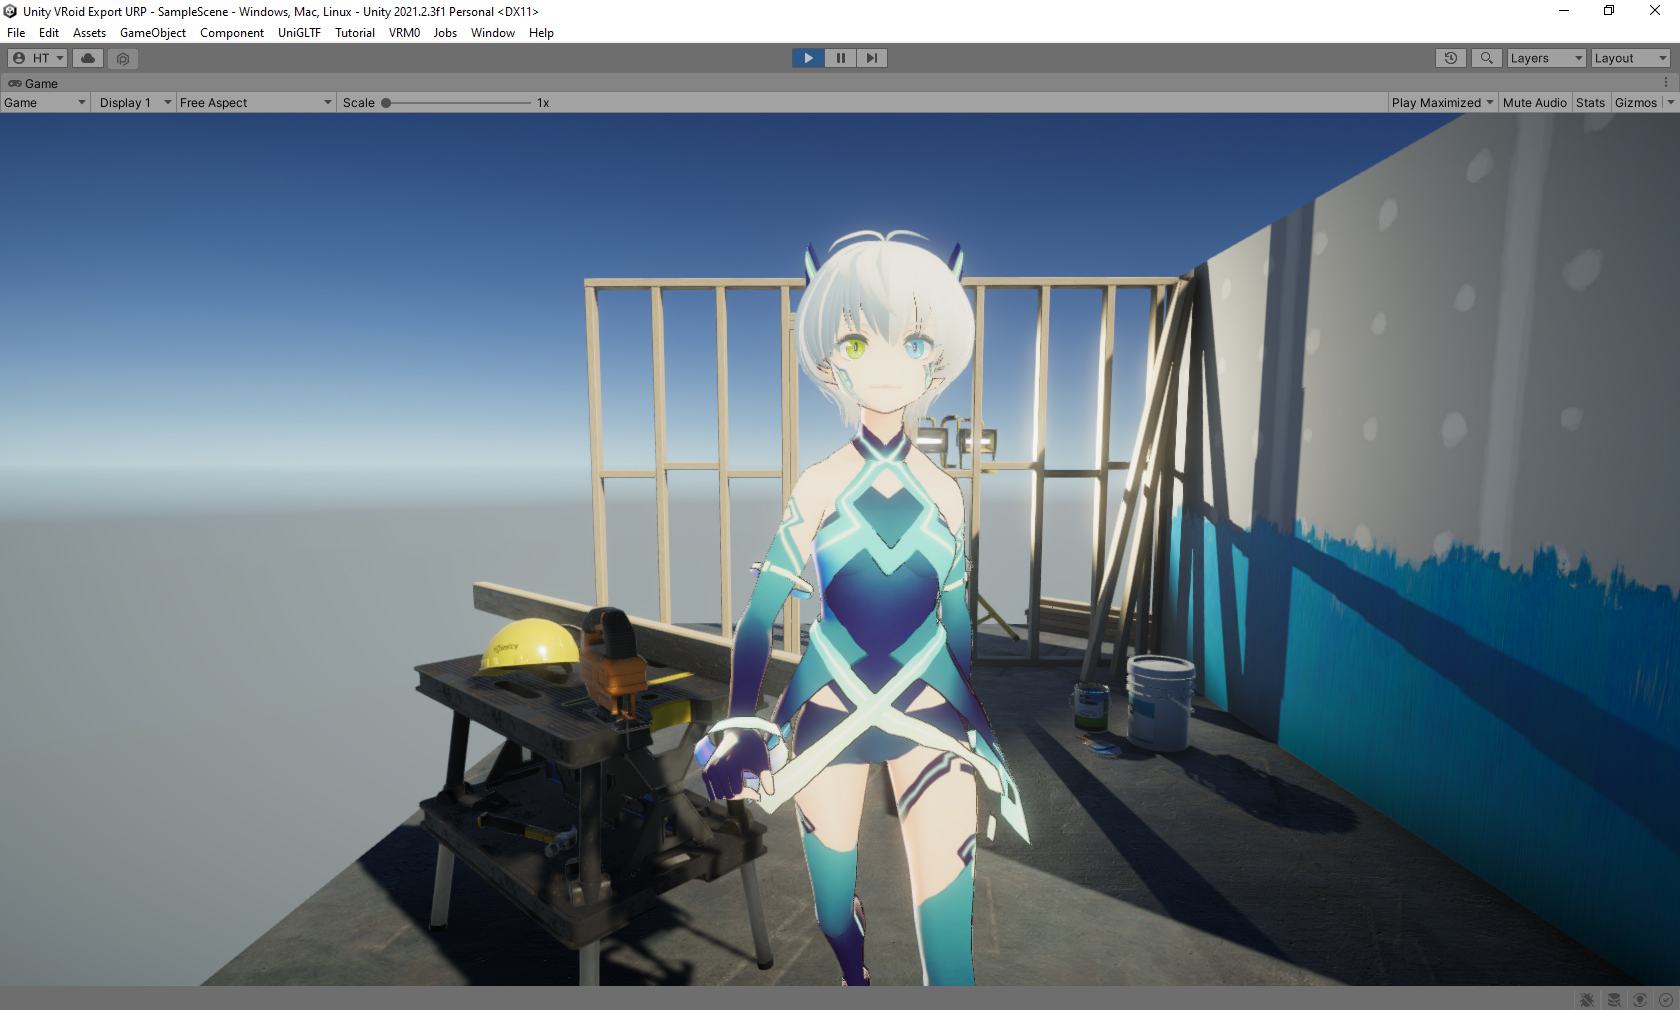 Unity VRoid Export URP - SampleScene - Windows, Mac, Linux - Unity 2021.2.3f1 Personal <DX11>
File Edit Assets GameObject Component UniGLTF Tutorial VRM0 Jobs Window Help
HT Layers Layout
Game
Game Display 1 Free Aspect Scale 1x Play Maximized Mute Audio Stats Gizmos